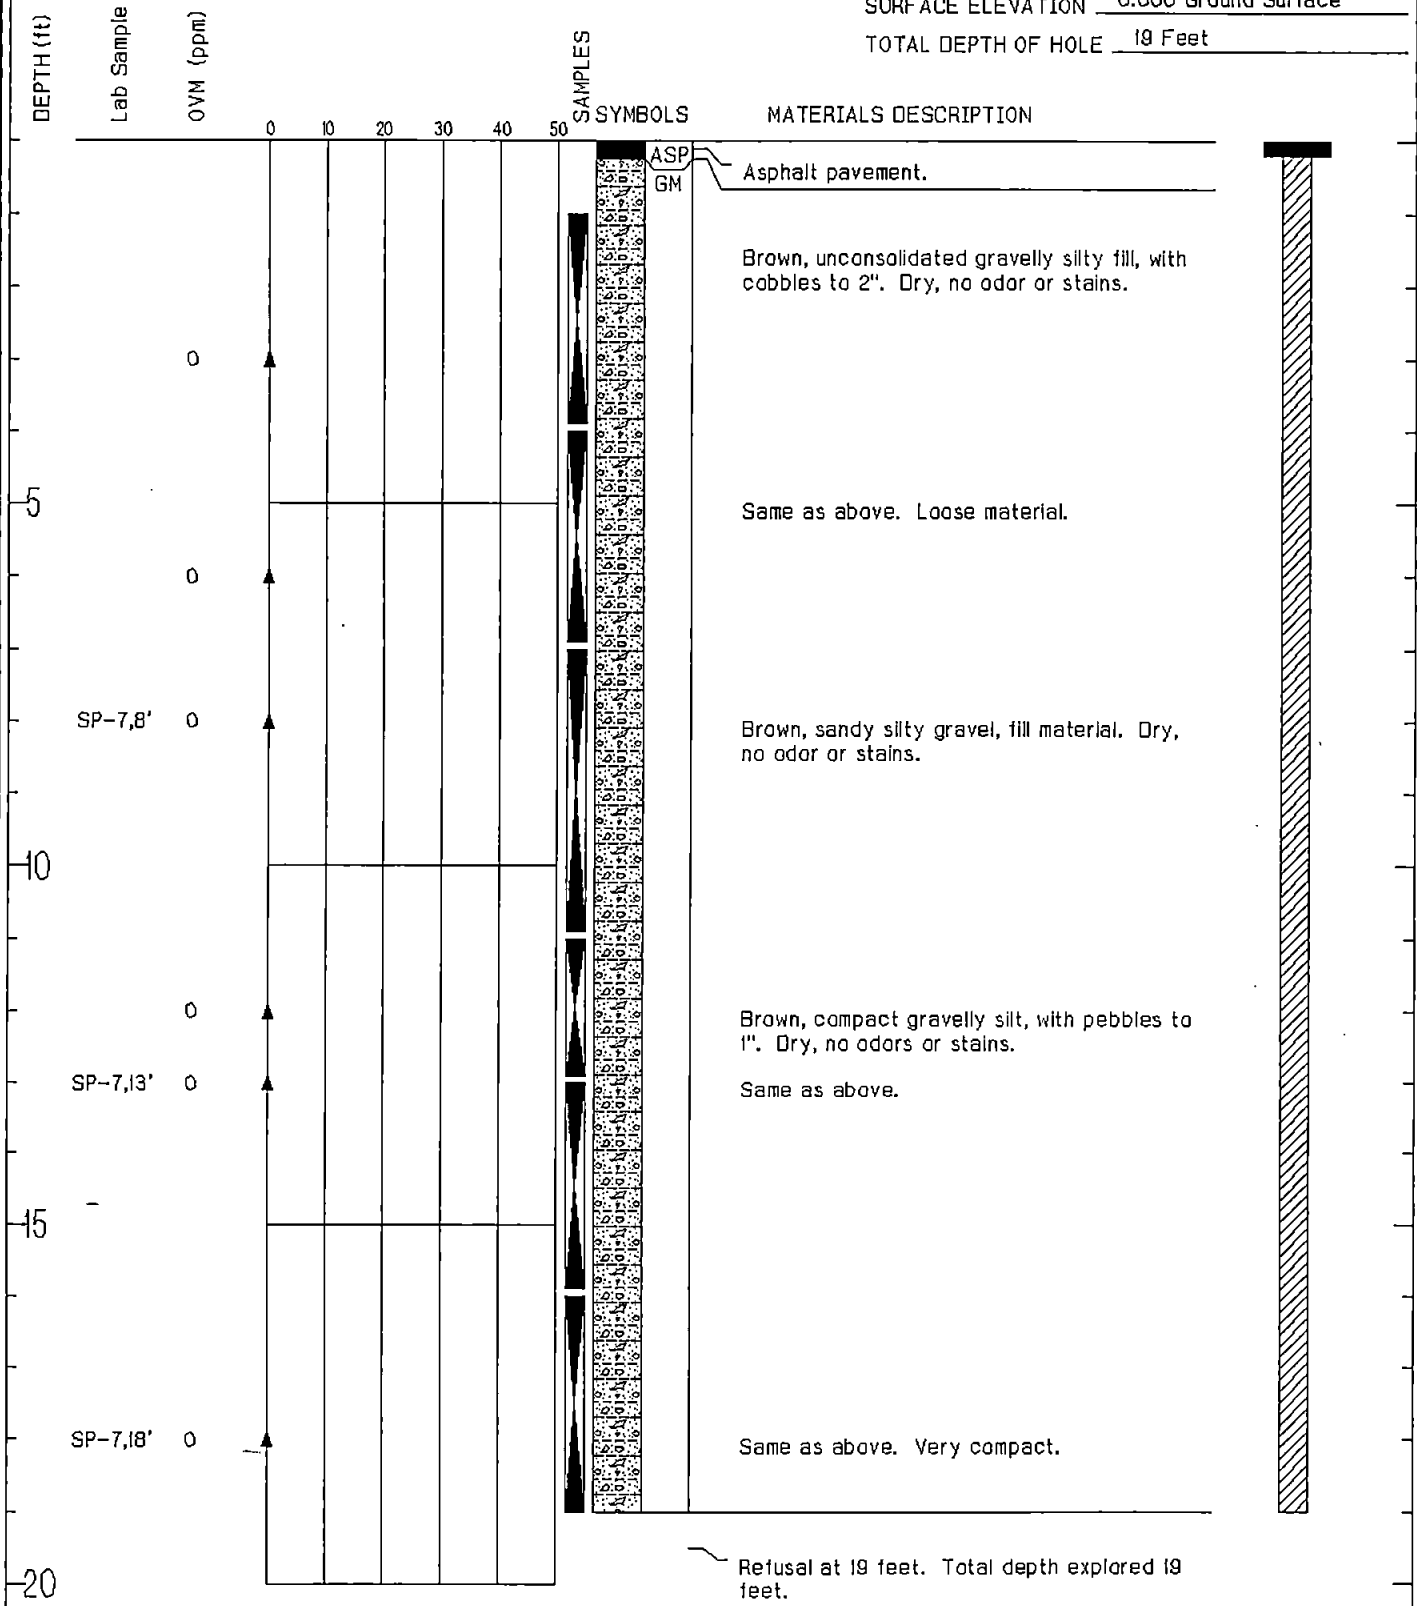 SURFACE ELEVATION 0.000 Ground Surface
TOTAL DEPTH OF HOLE 19 Feet
DEPTH (ft)
Lab Sample
OVM (ppm)
SAMPLES
SYMBOLS
MATERIALS DESCRIPTION
0 10 20 30 40 50
ASP
GM
Asphalt pavement.
Brown, unconsolidated gravelly silty fill, with
cobbles to 2". Dry, no odor or stains.
0
5
Same as above. Loose material.
0
SP-7,8' 0
Brown, sandy silty gravel, fill material. Dry,
no odor or stains.
10
0
Brown, compact gravelly silt, with pebbles to
1". Dry, no odors or stains.
SP-7,13' 0
Same as above.
15
SP-7,18' 0
Same as above. Very compact.
Refusal at 19 feet. Total depth explored 19
feet.
20